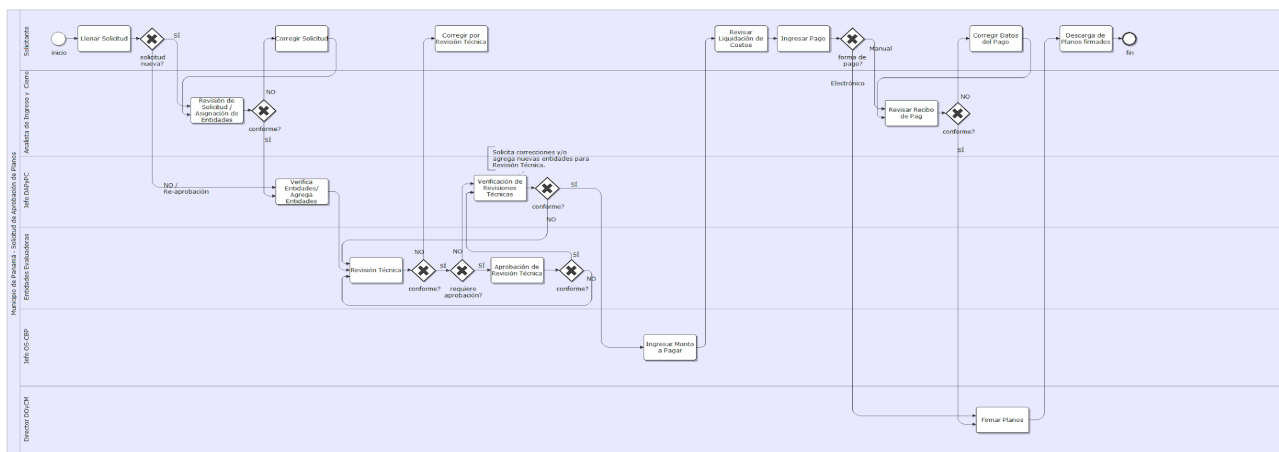 Municipio de Panamá - Solicitud de Aprobación de Planos
Solicitante
inicio
Llenar Solicitud
solicitud
nueva?
SÍ
Corregir Solicitud
Corregir por
Revisión Técnica
Revisar
Liquidación de
Costos
Ingresar Pago
forma de
pago?
Manual
Electrónico
Corregir Datos
del Pago
Descarga de
Planos firmados
fin
Analista de Ingreso y Cierre
Revisión de
Solicitud /
Asignación de
Entidades
NO
conforme?
SÍ
Revisar Recibo
de Pag
NO
conforme?
SÍ
Jefe DAPyPC
NO /
Re-aprobación
Verifica
Entidades/
Agrega
Entidades
Solicita correcciones y/o
agrega nuevas entidades para
Revisión Técnica.
Verificación de
Revisiones
Técnicas
SÍ
conforme?
NO
Entidades Evaluadoras
Revisión Técnica
NO
conforme?
SÍ
NO
requiere
aprobación?
SÍ
Aprobación de
Revisión Técnica
SÍ
NO
conforme?
Jefe OS-CBP
Ingresar Monto
a Pagar
Director DOyCM
Firmar Planos